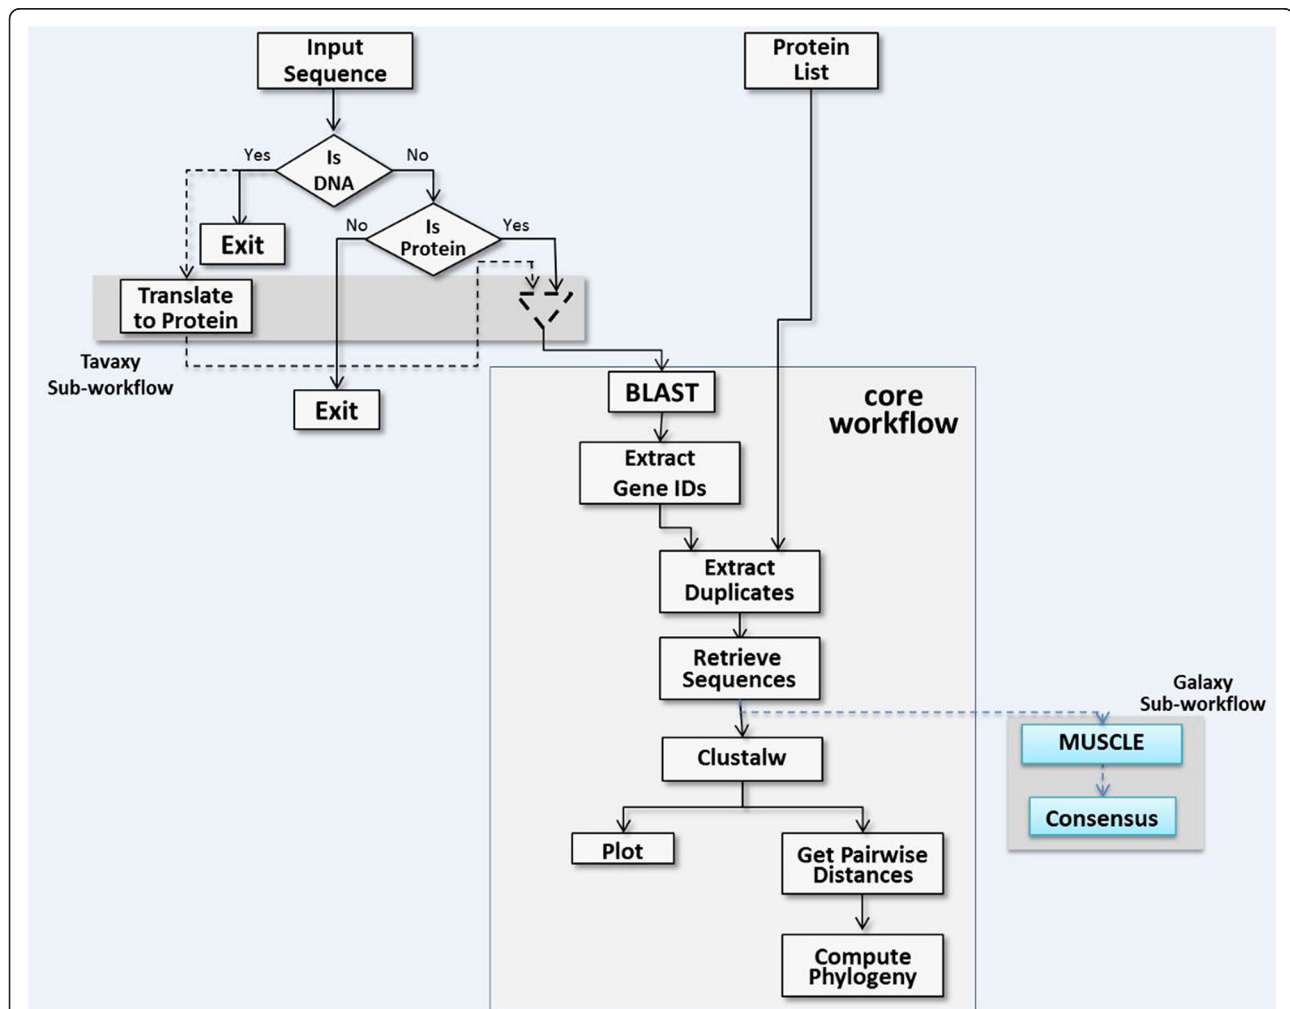 Input
Sequence
Protein
List
Yes
Is
DNA
No
Exit
No
Is
Protein
Yes
Translate
to Protein
Tavaxy
Sub-workflow
Exit
core
workflow
BLAST
Extract
Gene IDs
Extract
Duplicates
Retrieve
Sequences
Galaxy
Sub-workflow
MUSCLE
Consensus
Clustalw
Plot
Get Pairwise
Distances
Compute
Phylogeny